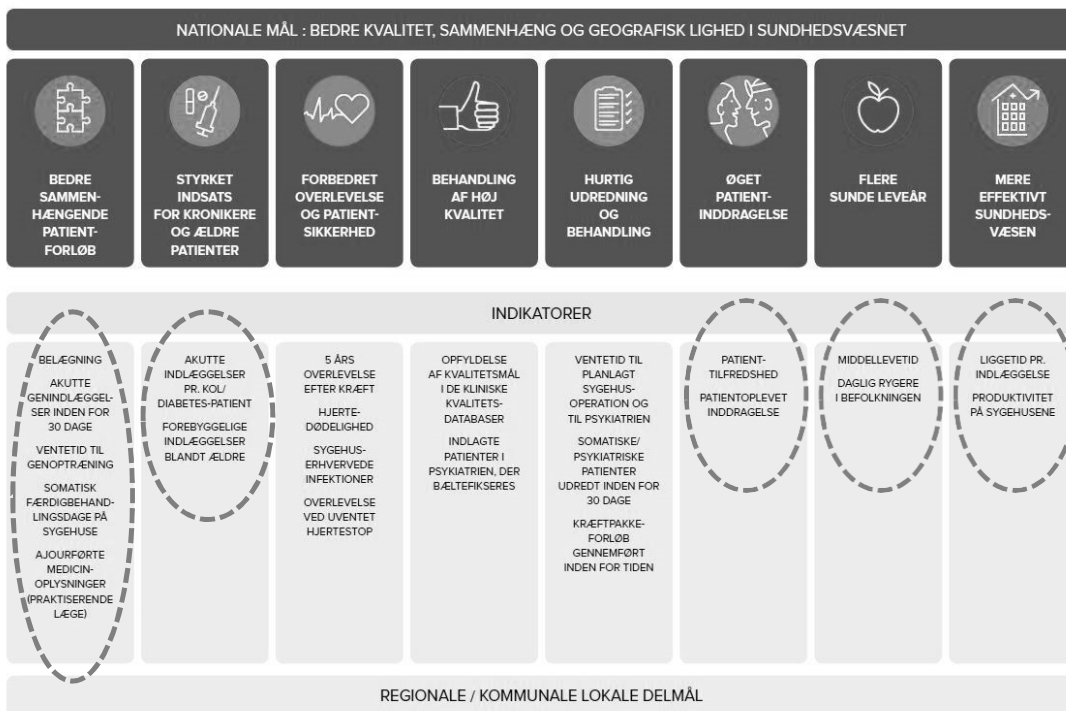 NATIONALE MÅL : BEDRE KVALITET, SAMMENHÆNG OG GEOGRAFISK LIGHED I SUNDHEDSVÆSNET
BEDRE
SAMMEN-
HÆNGENDE
PATIENT-
FORLØB
STYRKET
INDSATS
FOR KRONIKERE
OG ÆLDRE
PATIENTER
FORBEDRET
OVERLEVELSE
OG PATIENT-
SIKKERHED
BEHANDLING
AF HØJ
KVALITET
HURTIG
UDREDNING
OG
BEHANDLING
ØGET
PATIENT-
INDDRAGELSE
FLERE
SUNDE LEVEÅR
MERE
EFFEKTIVT
SUNDHEDS-
VÆSEN
INDIKATORER
BELÆGNING
AKUTTE
GENINDLÆGGEL-
SER INDEN FOR
30 DAGE
VENTETID TIL
GENOPTRÆNING
SOMATISK
FÆRDIGBEHAND-
LINGSDAGE PÅ
SYGEHUSE
AJOURFØRTE
MEDICIN-
OPLYSNINGER
(PRAKTISERENDE
LÆGE)
AKUTTE
INDLÆGGELSER
PR. KOL/
DIABETES-PATIENT
FOREBYGGELIGE
INDLÆGGELSER
BLANDT ÆLDRE
5 ÅRS
OVERLEVELSE
EFTER KRÆFT
HJERTE-
DØDELIGHED
SYGEHUS-
ERHVERVEDE
INFEKTIONER
OVERLEVELSE
VED UVENTET
HJERTESTOP
OPFYLDELSE
AF KVALITETSMÅL
I DE KLINISKE
KVALITETS-
DATABASER
INDLAGTE
PATIENTER I
PSYKIATRIEN, DER
BÆLTEFIKSERES
VENTETID TIL
PLANLAGT
SYGEHUS-
OPERATION OG
TIL PSYKIATRIEN
SOMATISKE/
PSYKIATRISKE
PATIENTER
UDREDT INDEN FOR
30 DAGE
KRÆFTPAKKE-
FORLØB
GENNEMFØRT
INDEN FOR TIDEN
PATIENT-
TILFREDSHED
PATIENTOPLEVET
INDDRAGELSE
MIDDELLEVETID
DAGLIG RYGERE
I BEFOLKNINGEN
LIGGETID PR.
INDLÆGGELSE
PRODUKTIVITET
PÅ SYGEHUSENE
REGIONALE / KOMMUNALE LOKALE DELMÅL